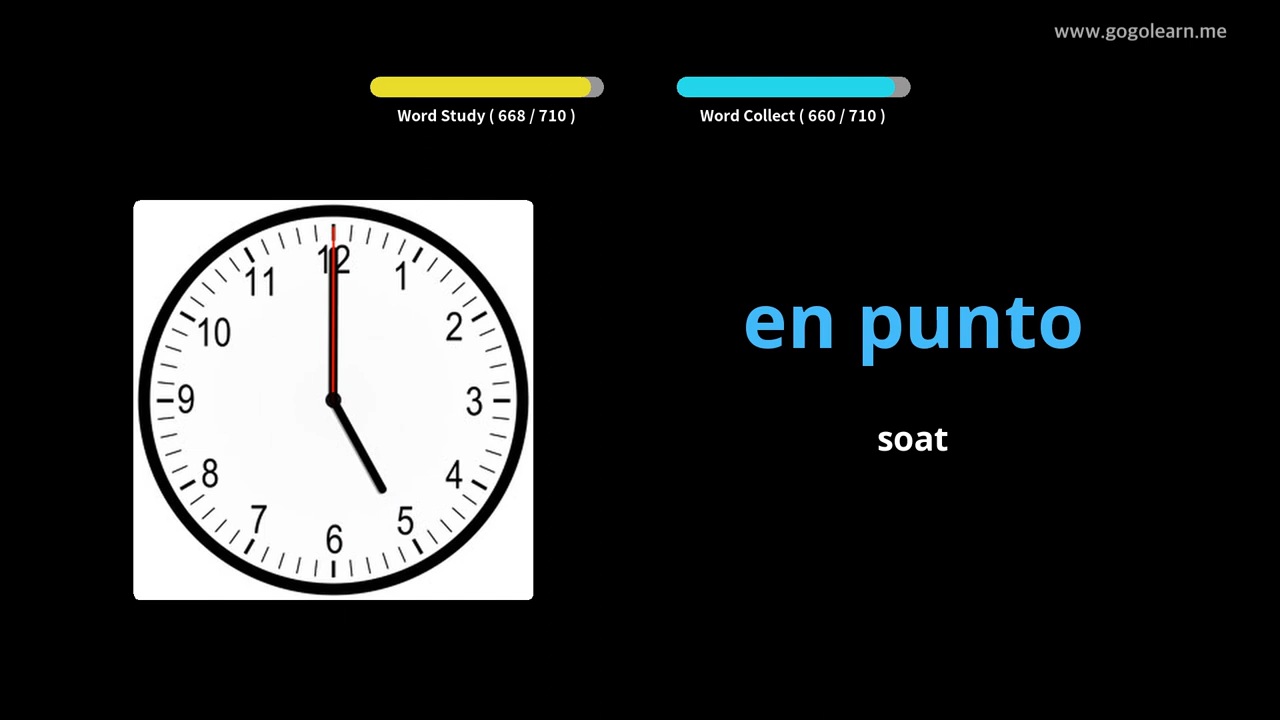 www.gogolearn.me
Word Study ( 668 / 710 )
Word Collect ( 660 / 710 )
12
11
1
10
2
9
3
8
4
7
5
6
en punto
soat